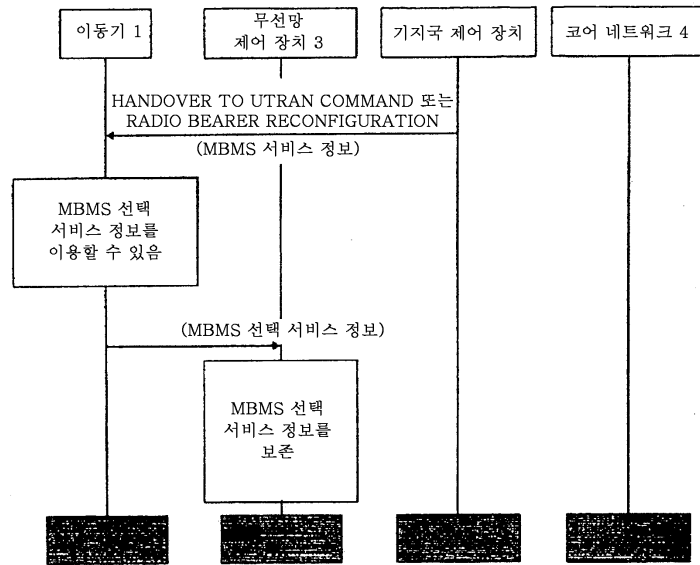 이동기 1
무선망
제어 장치 3
기지국 제어 장치
코어 네트워크 4
HANDOVER TO UTRAN COMMAND 또는
RADIO BEARER RECONFIGURATION
(MBMS 서비스 정보)
MBMS 선택
서비스 정보를
이용할 수 있음
(MBMS 선택 서비스 정보)
MBMS 선택
서비스 정보를
보존